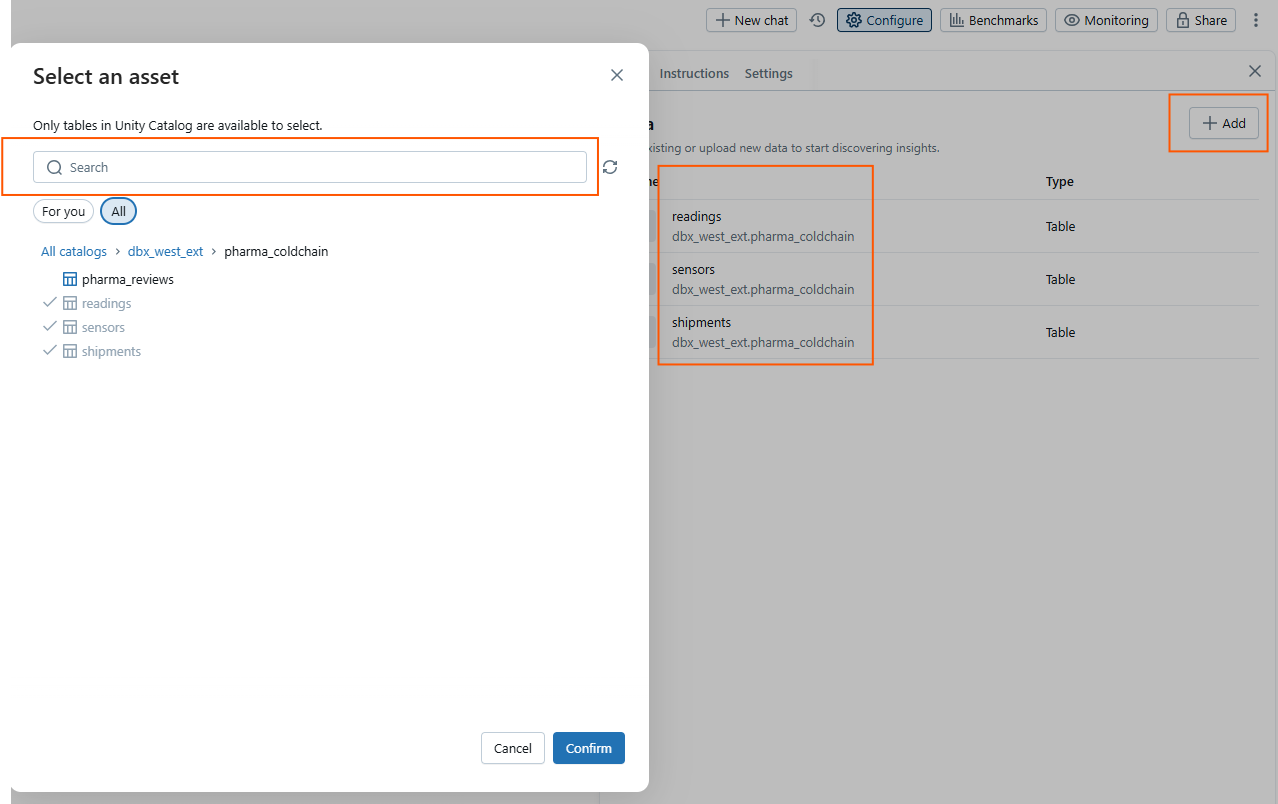 New chat
Configure
Benchmarks
Monitoring
Share
Select an asset
Only tables in Unity Catalog are available to select.
Search
For you
All
All catalogs › dbx_west_ext › pharma_coldchain
pharma_reviews
readings
sensors
shipments
Cancel
Confirm
Instructions
Settings
Add
or upload new data to start discovering insights.
Type
readings
dbx_west_ext.pharma_coldchain
Table
sensors
dbx_west_ext.pharma_coldchain
Table
shipments
dbx_west_ext.pharma_coldchain
Table